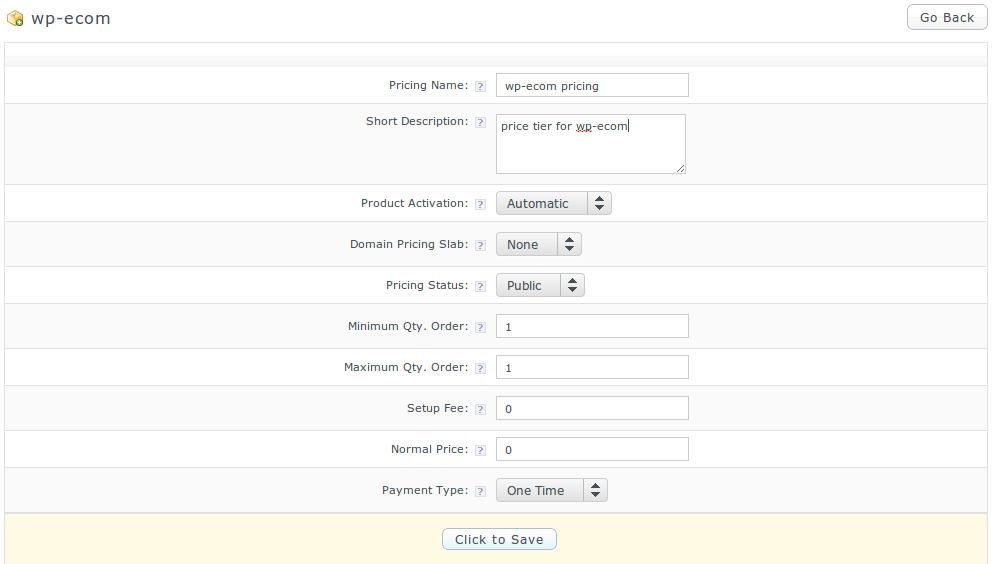 wp-ecom
Go Back
Pricing Name: ? wp-ecom pricing
Short Description: ? price tier for wp-ecom
Product Activation: ? Automatic
Domain Pricing Slab: ? None
Pricing Status: ? Public
Minimum Qty. Order: ? 1
Maximum Qty. Order: ? 1
Setup Fee: ? 0
Normal Price: ? 0
Payment Type: ? One Time
Click to Save